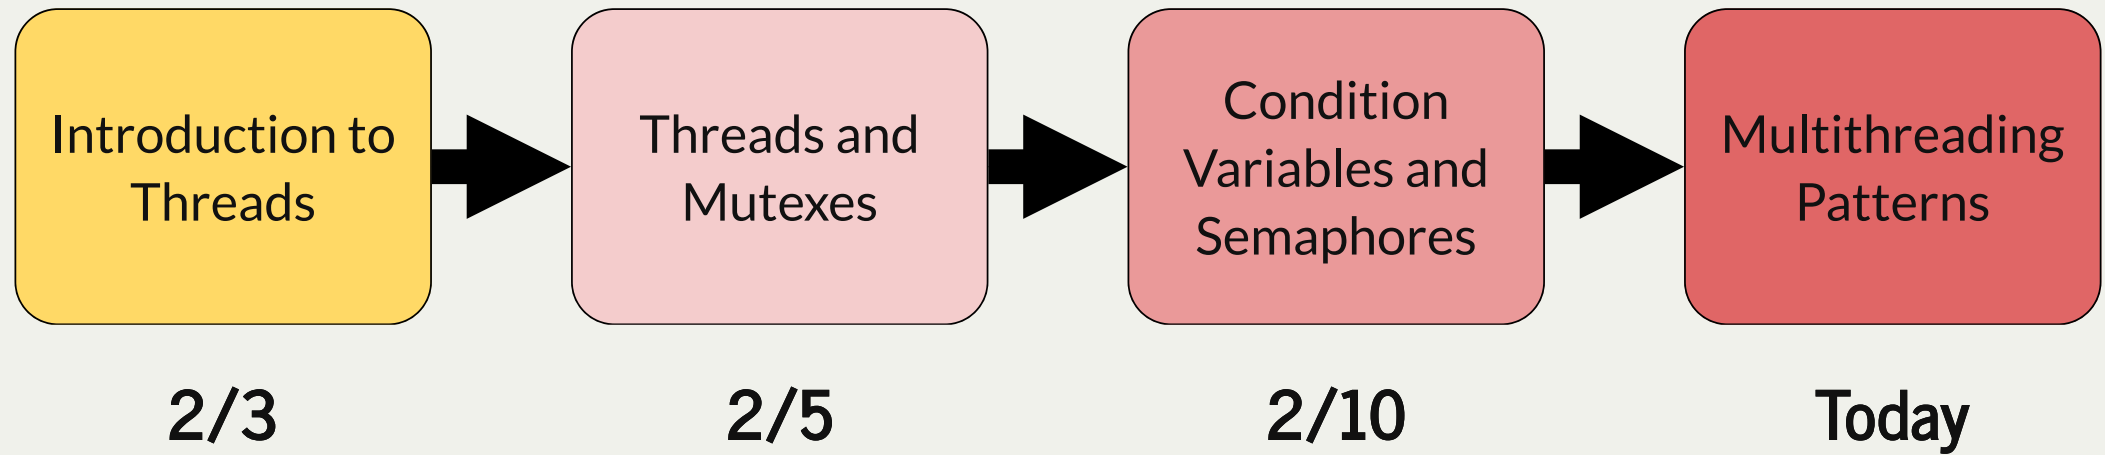 Introduction to
Threads
Threads and
Mutexes
Condition
Variables and
Semaphores
Multithreading
Patterns
2/3
2/5
2/10
Today